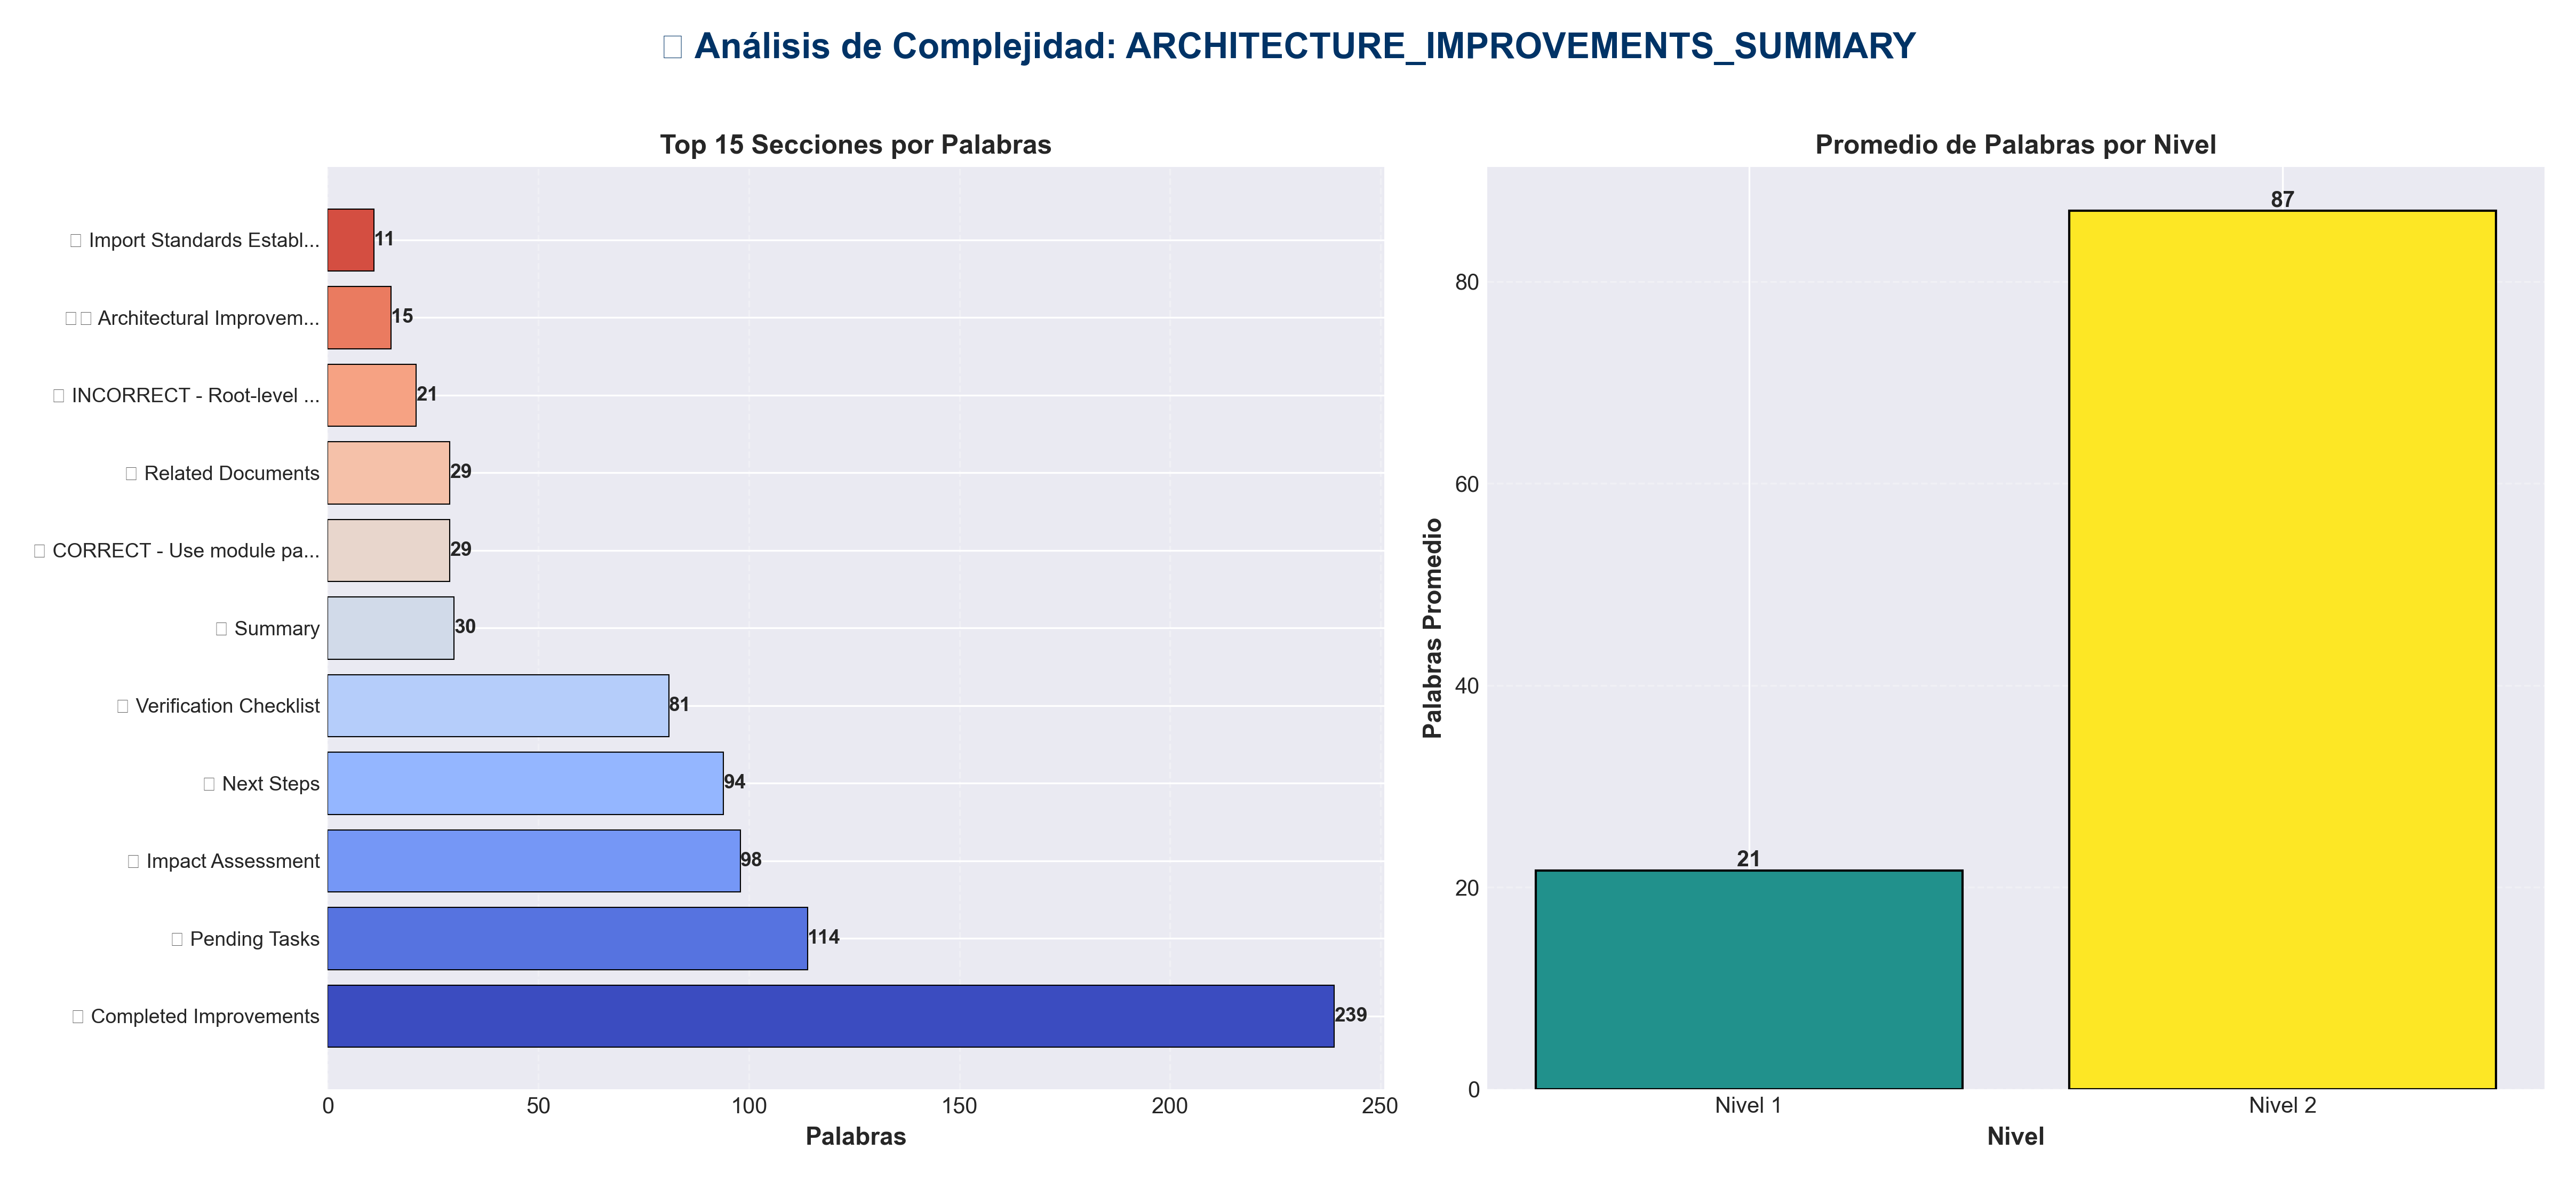 Análisis de Complejidad: ARCHITECTURE_IMPROVEMENTS_SUMMARY
Top 15 Secciones por Palabras
Import Standards Establ...
11
Architectural Improvem...
15
INCORRECT - Root-level ...
21
Related Documents
29
CORRECT - Use module pa...
29
Summary
30
Verification Checklist
81
Next Steps
94
Impact Assessment
98
Pending Tasks
114
Completed Improvements
239
0 50 100 150 200 250
Palabras
Promedio de Palabras por Nivel
87
80
60
40
21
20
0
Palabras Promedio
Nivel 1 Nivel 2
Nivel